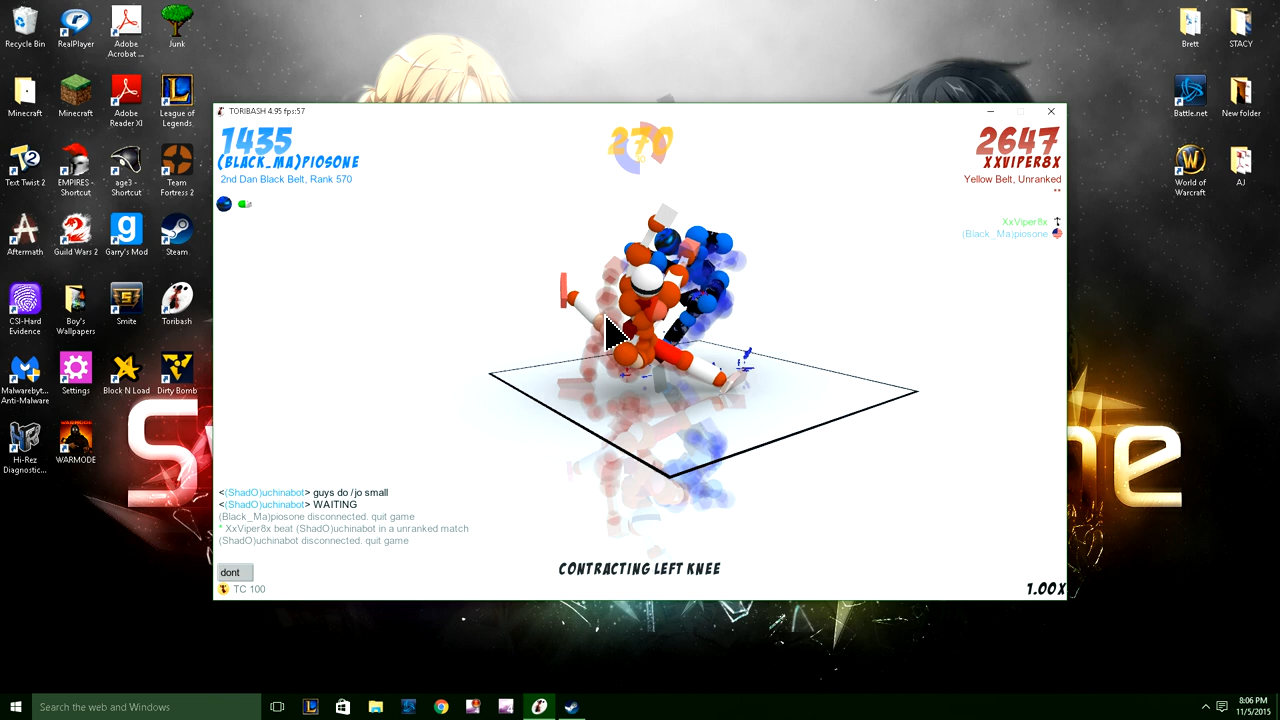 Recycle Bin
RealPlayer
Adobe
Acrobat ...
Junk
Brett
STACY
Minecraft
Minecraft
Adobe
Reader XI
League of
Legends
Battle.net
New folder
Text Twist 2
EMPIRES -
Shortcut
age3 -
Shortcut
Team
Fortress 2
World of
Warcraft
AJ
Aftermath
Guild Wars 2
Garry's Mod
Steam
CSI-Hard
Evidence
Boy's
Wallpapers
Smite
Toribash
Malwarebyt...
Anti-Malware
Settings
Block N Load
Dirty Bomb
Hi-Rez
Diagnostic...
WARMODE
TORIBASH 4.95 fps:57
1435
(BLACK_MA)PIOSONE
2nd Dan Black Belt, Rank 570
270
2647
XXVIPER8X
Yellow Belt, Unranked
**
XxViper8x
(Black_Ma)piosone
<(ShadO)uchinabot> guys do /jo small
<(ShadO)uchinabot> WAITING
(Black_Ma)piosone disconnected. quit game
* XxViper8x beat (ShadO)uchinabot in a unranked match
(ShadO)uchinabot disconnected. quit game
dont
TC 100
CONTRACTING LEFT KNEE
1.00X
Search the web and Windows
8:06 PM
11/5/2015